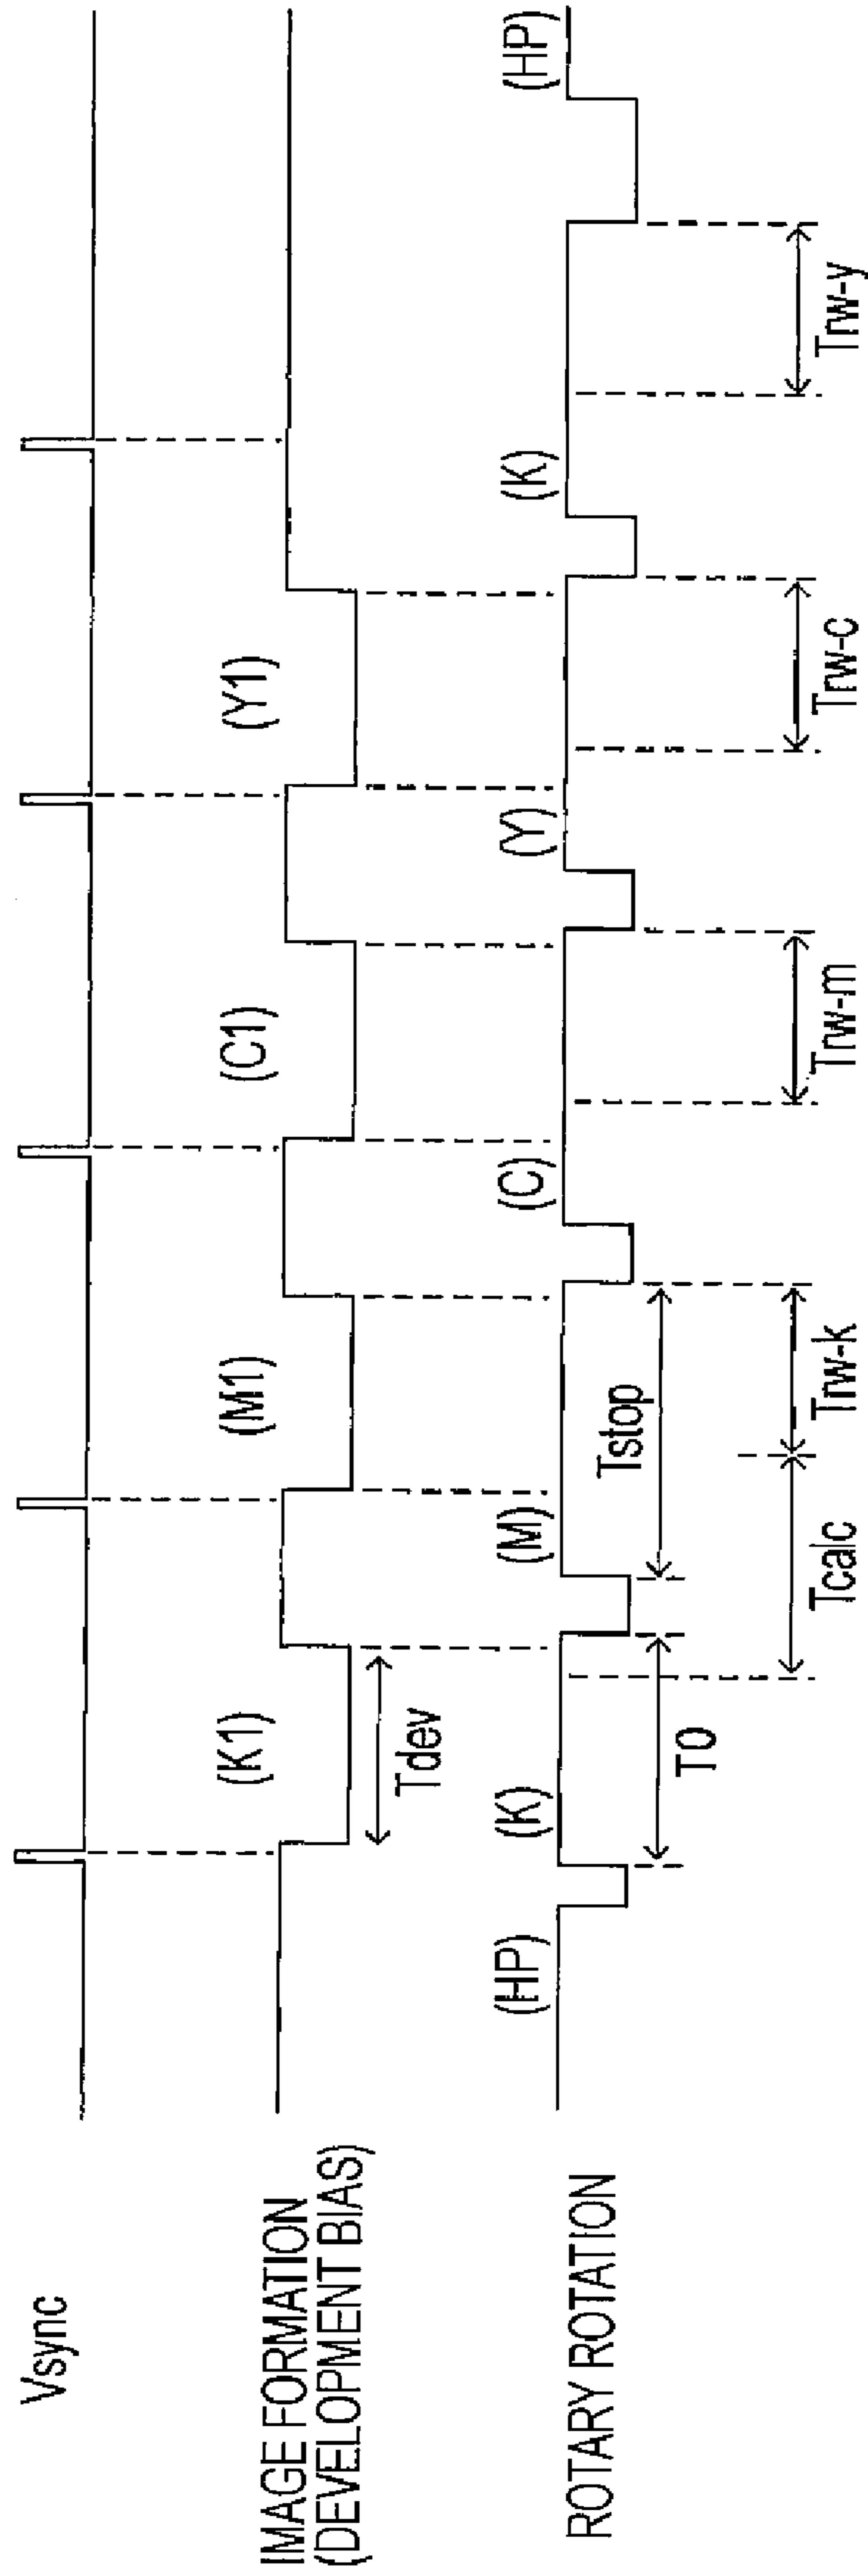 Vsync
IMAGE FORMATION
(DEVELOPMENT BIAS)
(K1)
(M1)
(C1)
(Y1)
Tdev
ROTARY ROTATION
(HP)
(K)
(M)
(C)
(Y)
(K)
(HP)
T0
Tstop
Tcalc
Trw-k
Trw-m
Trw-c
Trw-y